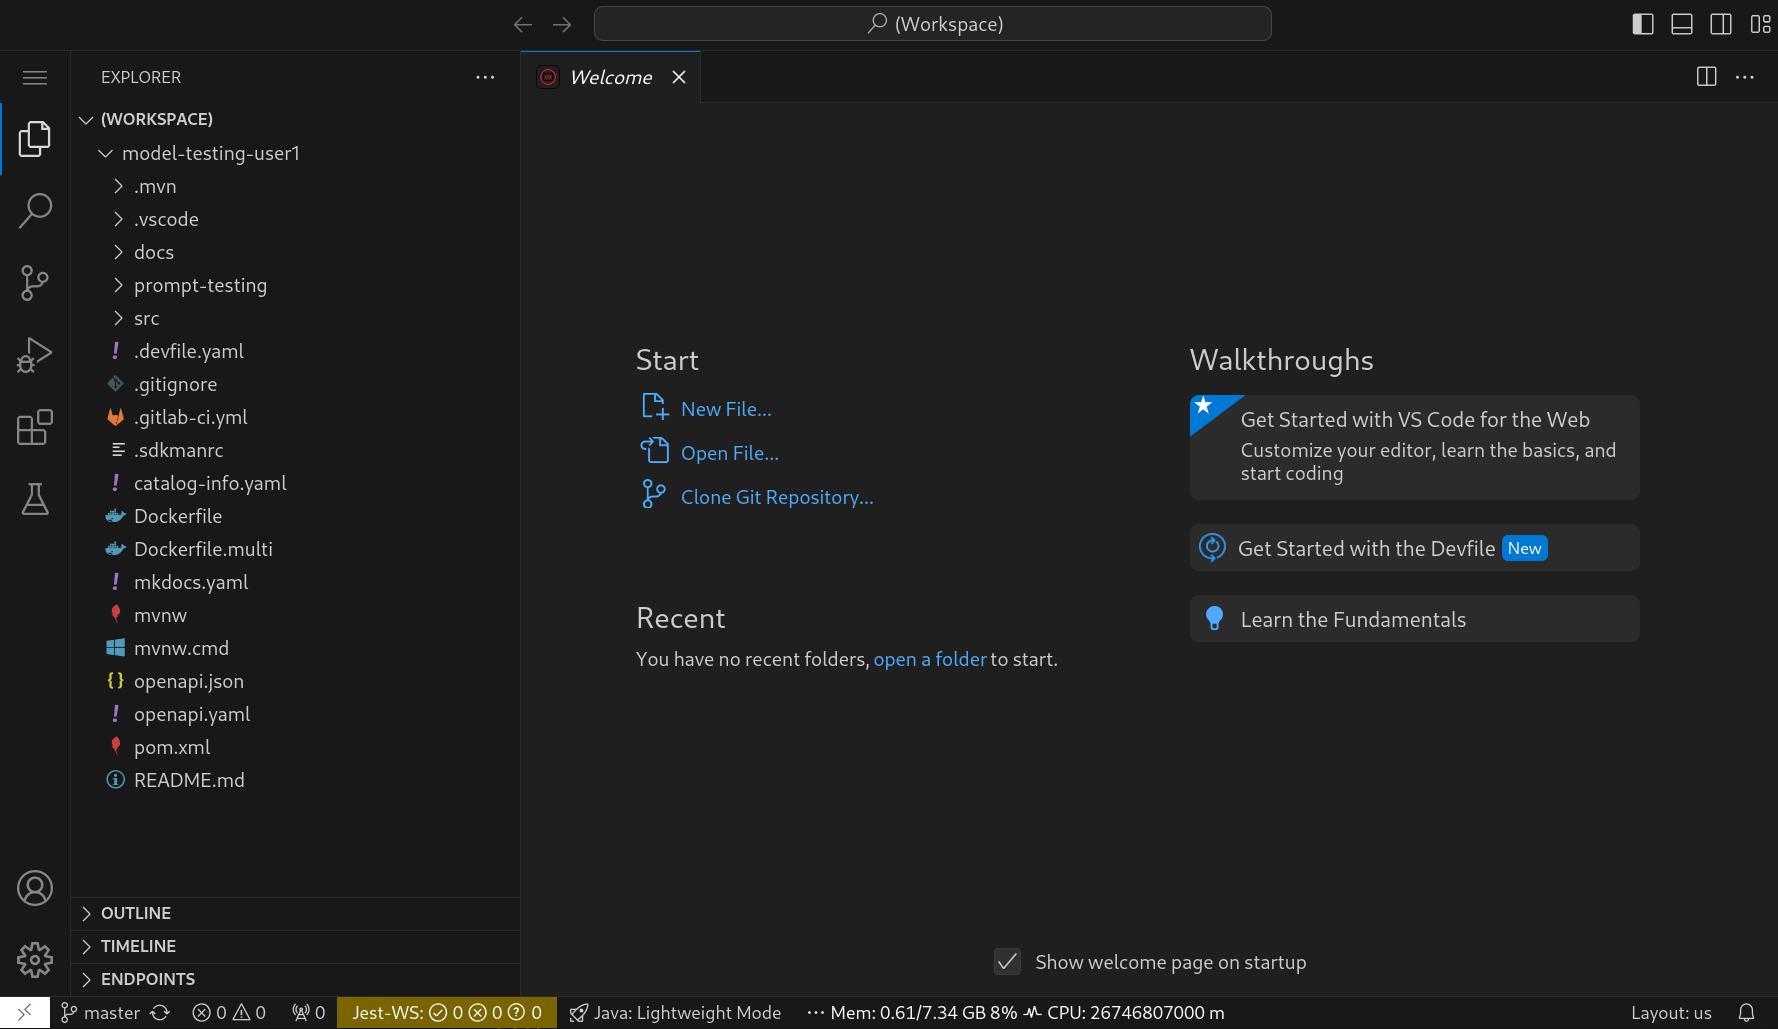 (Workspace)
EXPLORER
Welcome
(WORKSPACE)
model-testing-user1
.mvn
.vscode
docs
prompt-testing
src
.devfile.yaml
.gitignore
.gitlab-ci.yml
.sdkmanrc
catalog-info.yaml
Dockerfile
Dockerfile.multi
mkdocs.yaml
mvnw
mvnw.cmd
openapi.json
openapi.yaml
pom.xml
README.md
OUTLINE
TIMELINE
ENDPOINTS
Start
New File...
Open File...
Clone Git Repository...
Recent
You have no recent folders, open a folder to start.
Walkthroughs
Get Started with VS Code for the Web
Customize your editor, learn the basics, and
start coding
Get Started with the Devfile New
Learn the Fundamentals
Show welcome page on startup
master 0 0 0 Jest-WS: 0 0 0 Java: Lightweight Mode Mem: 0.61/7.34 GB 8% CPU: 26746807000 m Layout: us